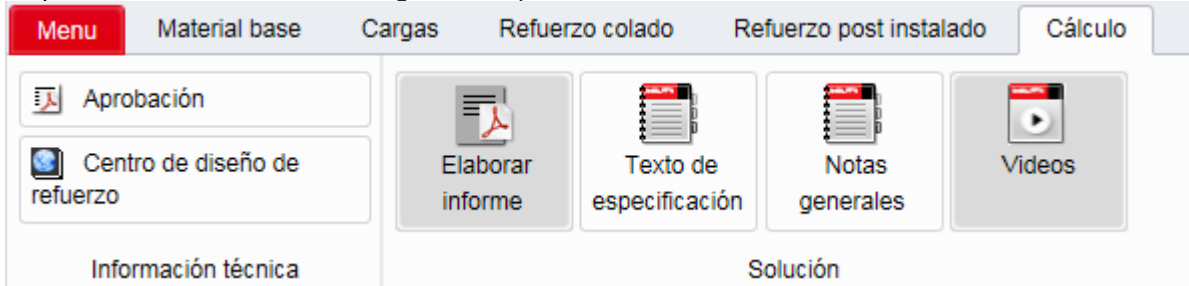 Menu Material base Cargas Refuerzo colado Refuerzo post instalado Cálculo
Aprobación
Centro de diseño de
refuerzo
Elaborar
informe
Texto de
especificación
Notas
generales
Videos
Información técnica
Solución